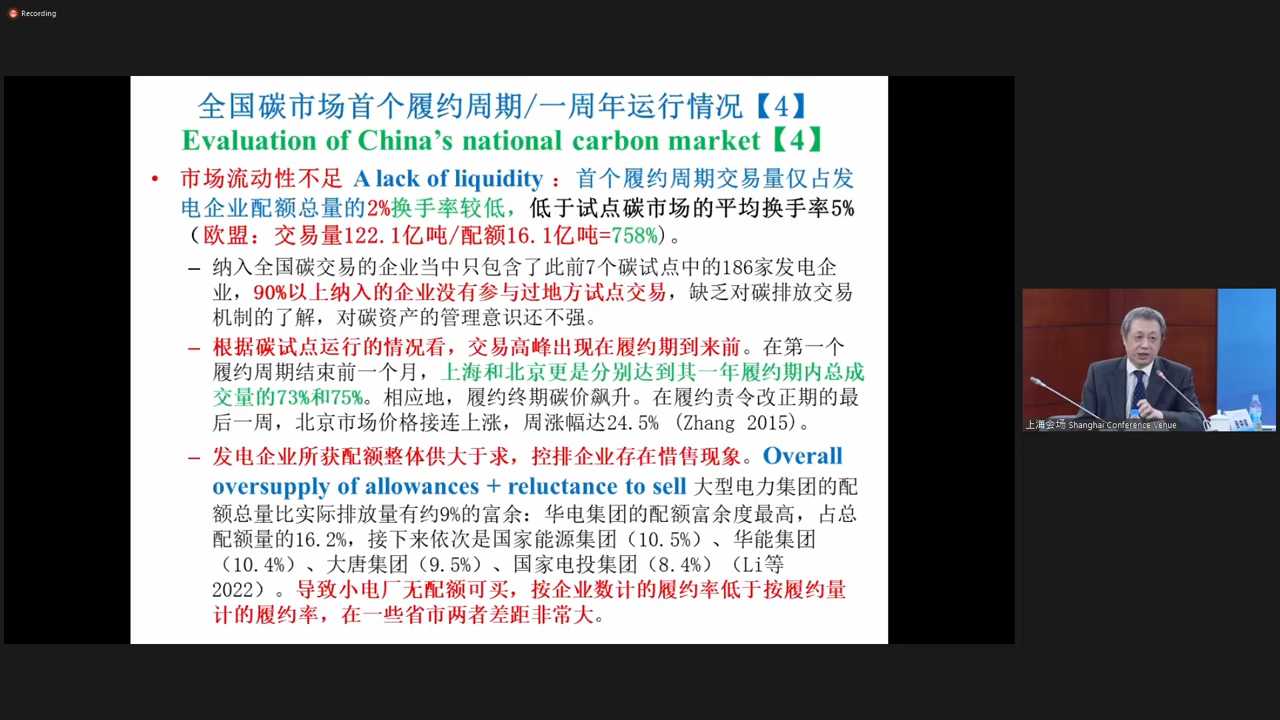 Recording
全国碳市场首个履约周期/一周年运行情况【4】
Evaluation of China's national carbon market【4】
• 市场流动性不足 A lack of liquidity ：首个履约周期交易量仅占发
电企业配额总量的2%换手率较低，低于试点碳市场的平均换手率5%
（欧盟：交易量122.1亿吨/配额16.1亿吨=758%)。
– 纳入全国碳交易的企业当中只包含了此前7个碳试点中的186家发电企
业，90%以上纳入的企业没有参与过地方试点交易，缺乏对碳排放交易
机制的了解，对碳资产的管理意识还不强。
– 根据碳试点运行的情况看，交易高峰出现在履约期到来前。在第一个
履约周期结束前一个月，上海和北京更是分别达到其一年履约期内总成
交量的73%和75%。相应地，履约终期碳价飙升。在履约责令改正期的最
后一周，北京市场价格接连上涨，周涨幅达24.5% (Zhang 2015)。
– 发电企业所获配额整体供大于求，控排企业存在惜售现象。Overall
oversupply of allowances + reluctance to sell 大型电力集团的配
额总量比实际排放量有约9%的富余：华电集团的配额富余度最高，占总
配额量的16.2%，接下来依次是国家能源集团（10.5%）、华能集团
（10.4%）、大唐集团（9.5%）、国家电投集团（8.4%）（Li等
2022）。导致小电厂无配额可买，按企业数计的履约率低于按履约量
计的履约率，在一些省市两者差距非常大。
上海会场 Shanghai Conference Venue